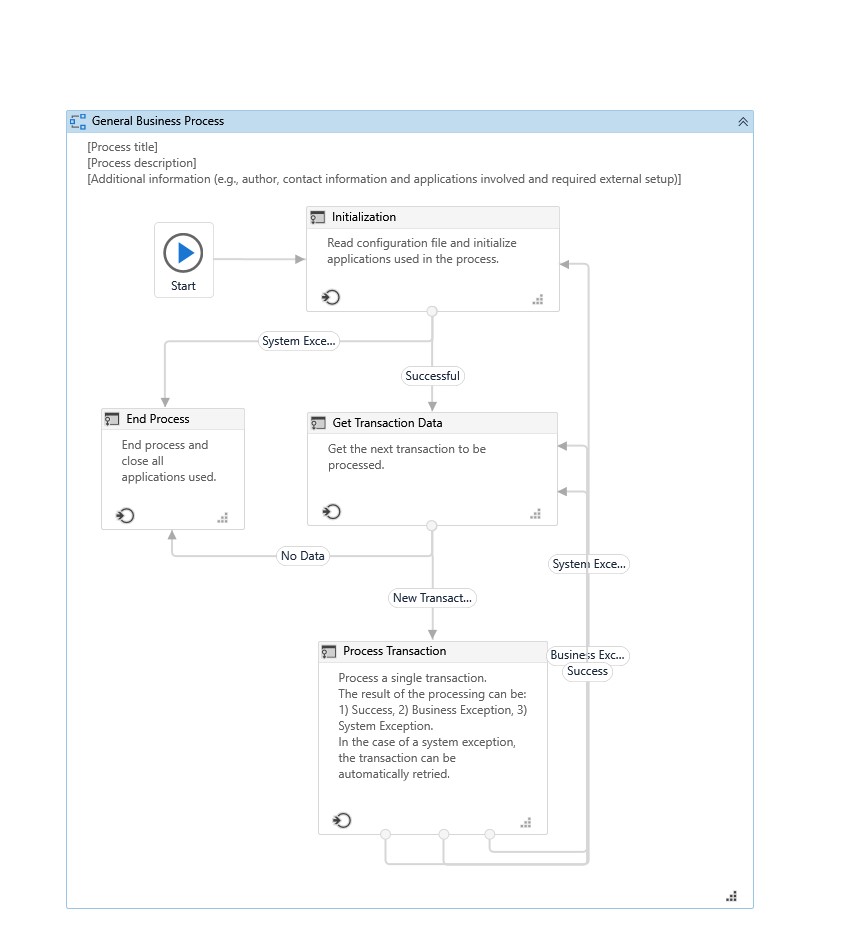 General Business Process
[Process title]
[Process description]
[Additional information (e.g., author, contact information and applications involved and required external setup)]
Initialization
Read configuration file and initialize
applications used in the process.
Start
System Exce...
Successful
End Process
End process and
close all
applications used.
Get Transaction Data
Get the next transaction to be
processed.
No Data
System Exce...
New Transact...
Process Transaction
Process a single transaction.
The result of the processing can be:
1) Success, 2) Business Exception, 3)
System Exception.
In the case of a system exception,
the transaction can be
automatically retried.
Business Exc...
Success